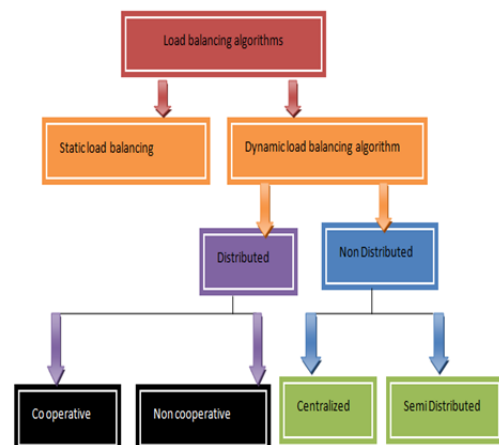 Load balancing algorithms
Static load balancing
Dynamic load balancing algorithm
Distributed
Non Distributed
Co operative
Non cooperative
Centralized
Semi Distributed